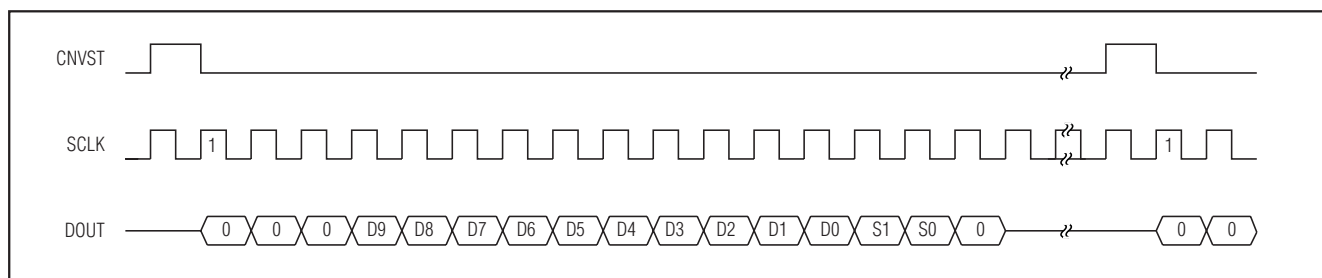 CNVST
SCLK 1 1
DOUT 0 0 0 D9 D8 D7 D6 D5 D4 D3 D2 D1 D0 S1 S0 0 0 0